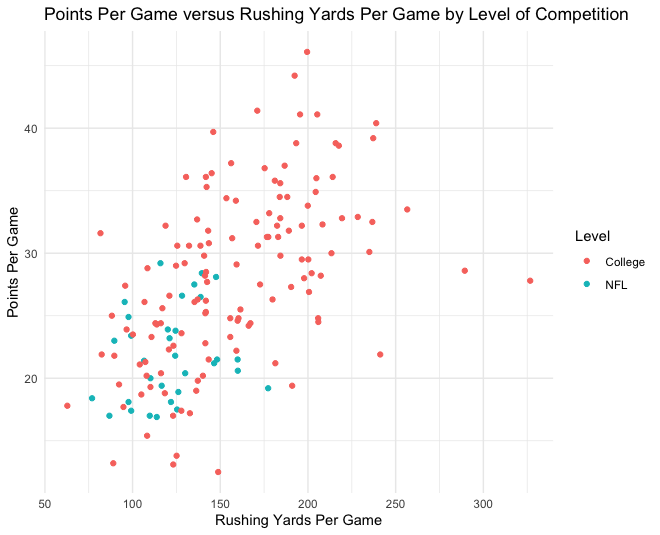 Points Per Game versus Rushing Yards Per Game by Level of Competition
Points Per Game
40
30
20
50
100
150
200
250
300
Rushing Yards Per Game
Level
College
NFL